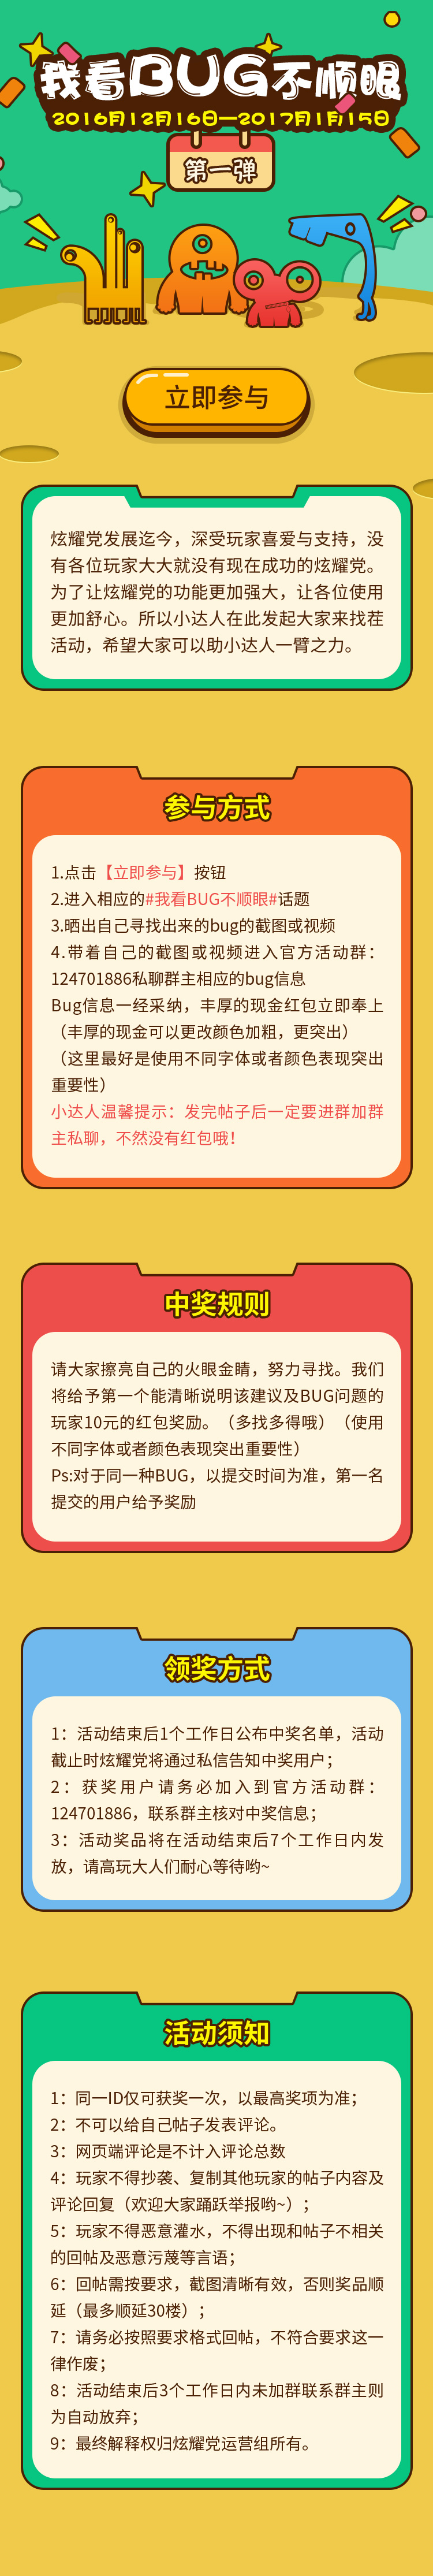 我看BUG不顺眼
2016月12月16日—2017月1月15日
第一弹
立即参与
炫耀党发展迄今，深受玩家喜爱与支持，没
有各位玩家大大就没有现在成功的炫耀党。
为了让炫耀党的功能更加强大，让各位使用
更加舒心。所以小达人在此发起大家来找茬
活动，希望大家可以助小达人一臂之力。
参与方式
1.点击【立即参与】按钮
2.进入相应的#我看BUG不顺眼#话题
3.晒出自己寻找出来的bug的截图或视频
4.带着自己的截图或视频进入官方活动群：
124701886私聊群主相应的bug信息
Bug信息一经采纳，丰厚的现金红包立即奉上
（丰厚的现金可以更改颜色加粗，更突出）
（这里最好是使用不同字体或者颜色表现突出
重要性）
小达人温馨提示：发完帖子后一定要进群加群
主私聊，不然没有红包哦！
中奖规则
请大家擦亮自己的火眼金睛，努力寻找。我们
将给予第一个能清晰说明该建议及BUG问题的
玩家10元的红包奖励。（多找多得哦）（使用
不同字体或者颜色表现突出重要性）
Ps:对于同一种BUG，以提交时间为准，第一名
提交的用户给予奖励
领奖方式
1：活动结束后1个工作日公布中奖名单，活动
截止时炫耀党将通过私信告知中奖用户；
2：获奖用户请务必加入到官方活动群：
124701886，联系群主核对中奖信息；
3：活动奖品将在活动结束后7个工作日内发
放，请高玩大人们耐心等待哟~
活动须知
1：同一ID仅可获奖一次，以最高奖项为准；
2：不可以给自己帖子发表评论。
3：网页端评论是不计入评论总数
4：玩家不得抄袭、复制其他玩家的帖子内容及
评论回复（欢迎大家踊跃举报哟~）；
5：玩家不得恶意灌水，不得出现和帖子不相关
的回帖及恶意污蔑等言语；
6：回帖需按要求，截图清晰有效，否则奖品顺
延（最多顺延30楼）；
7：请务必按照要求格式回帖，不符合要求这一
律作废；
8：活动结束后3个工作日内未加群联系群主则
为自动放弃；
9：最终解释权归炫耀党运营组所有。